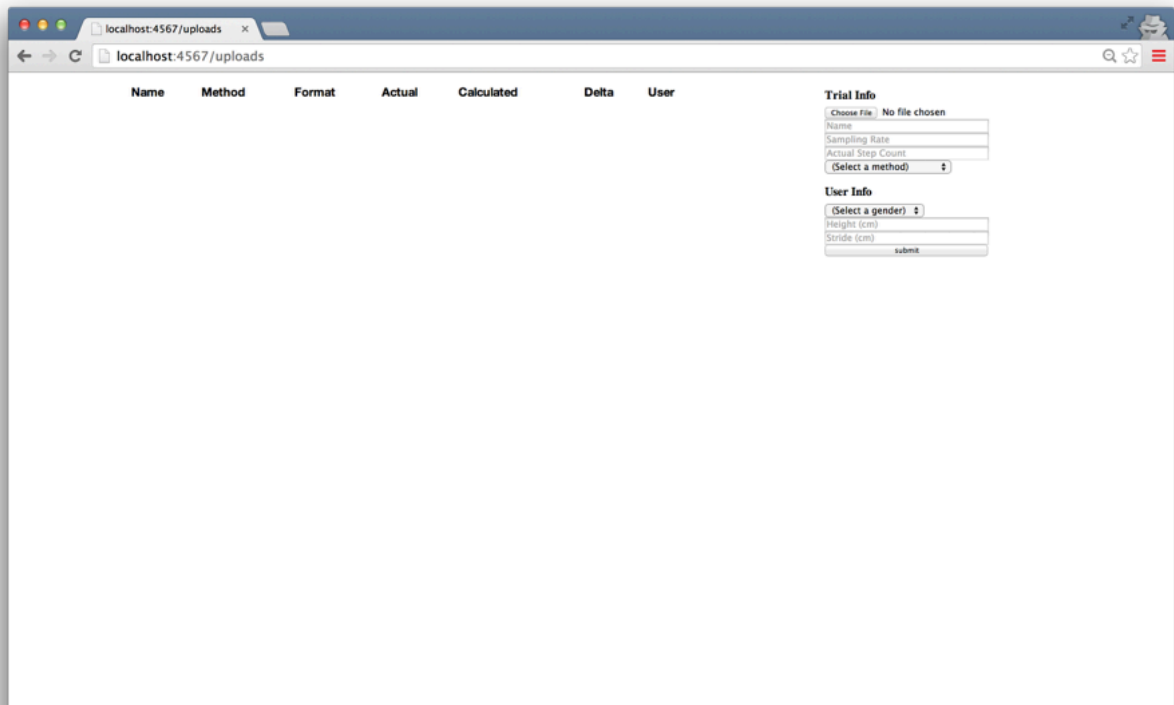 localhost:4567/uploads
localhost:4567/uploads
Name Method Format Actual Calculated Delta User
Trial Info
Choose File No file chosen
Name
Sampling Rate
Actual Step Count
(Select a method)
User Info
(Select a gender)
Height (cm)
Stride (cm)
submit